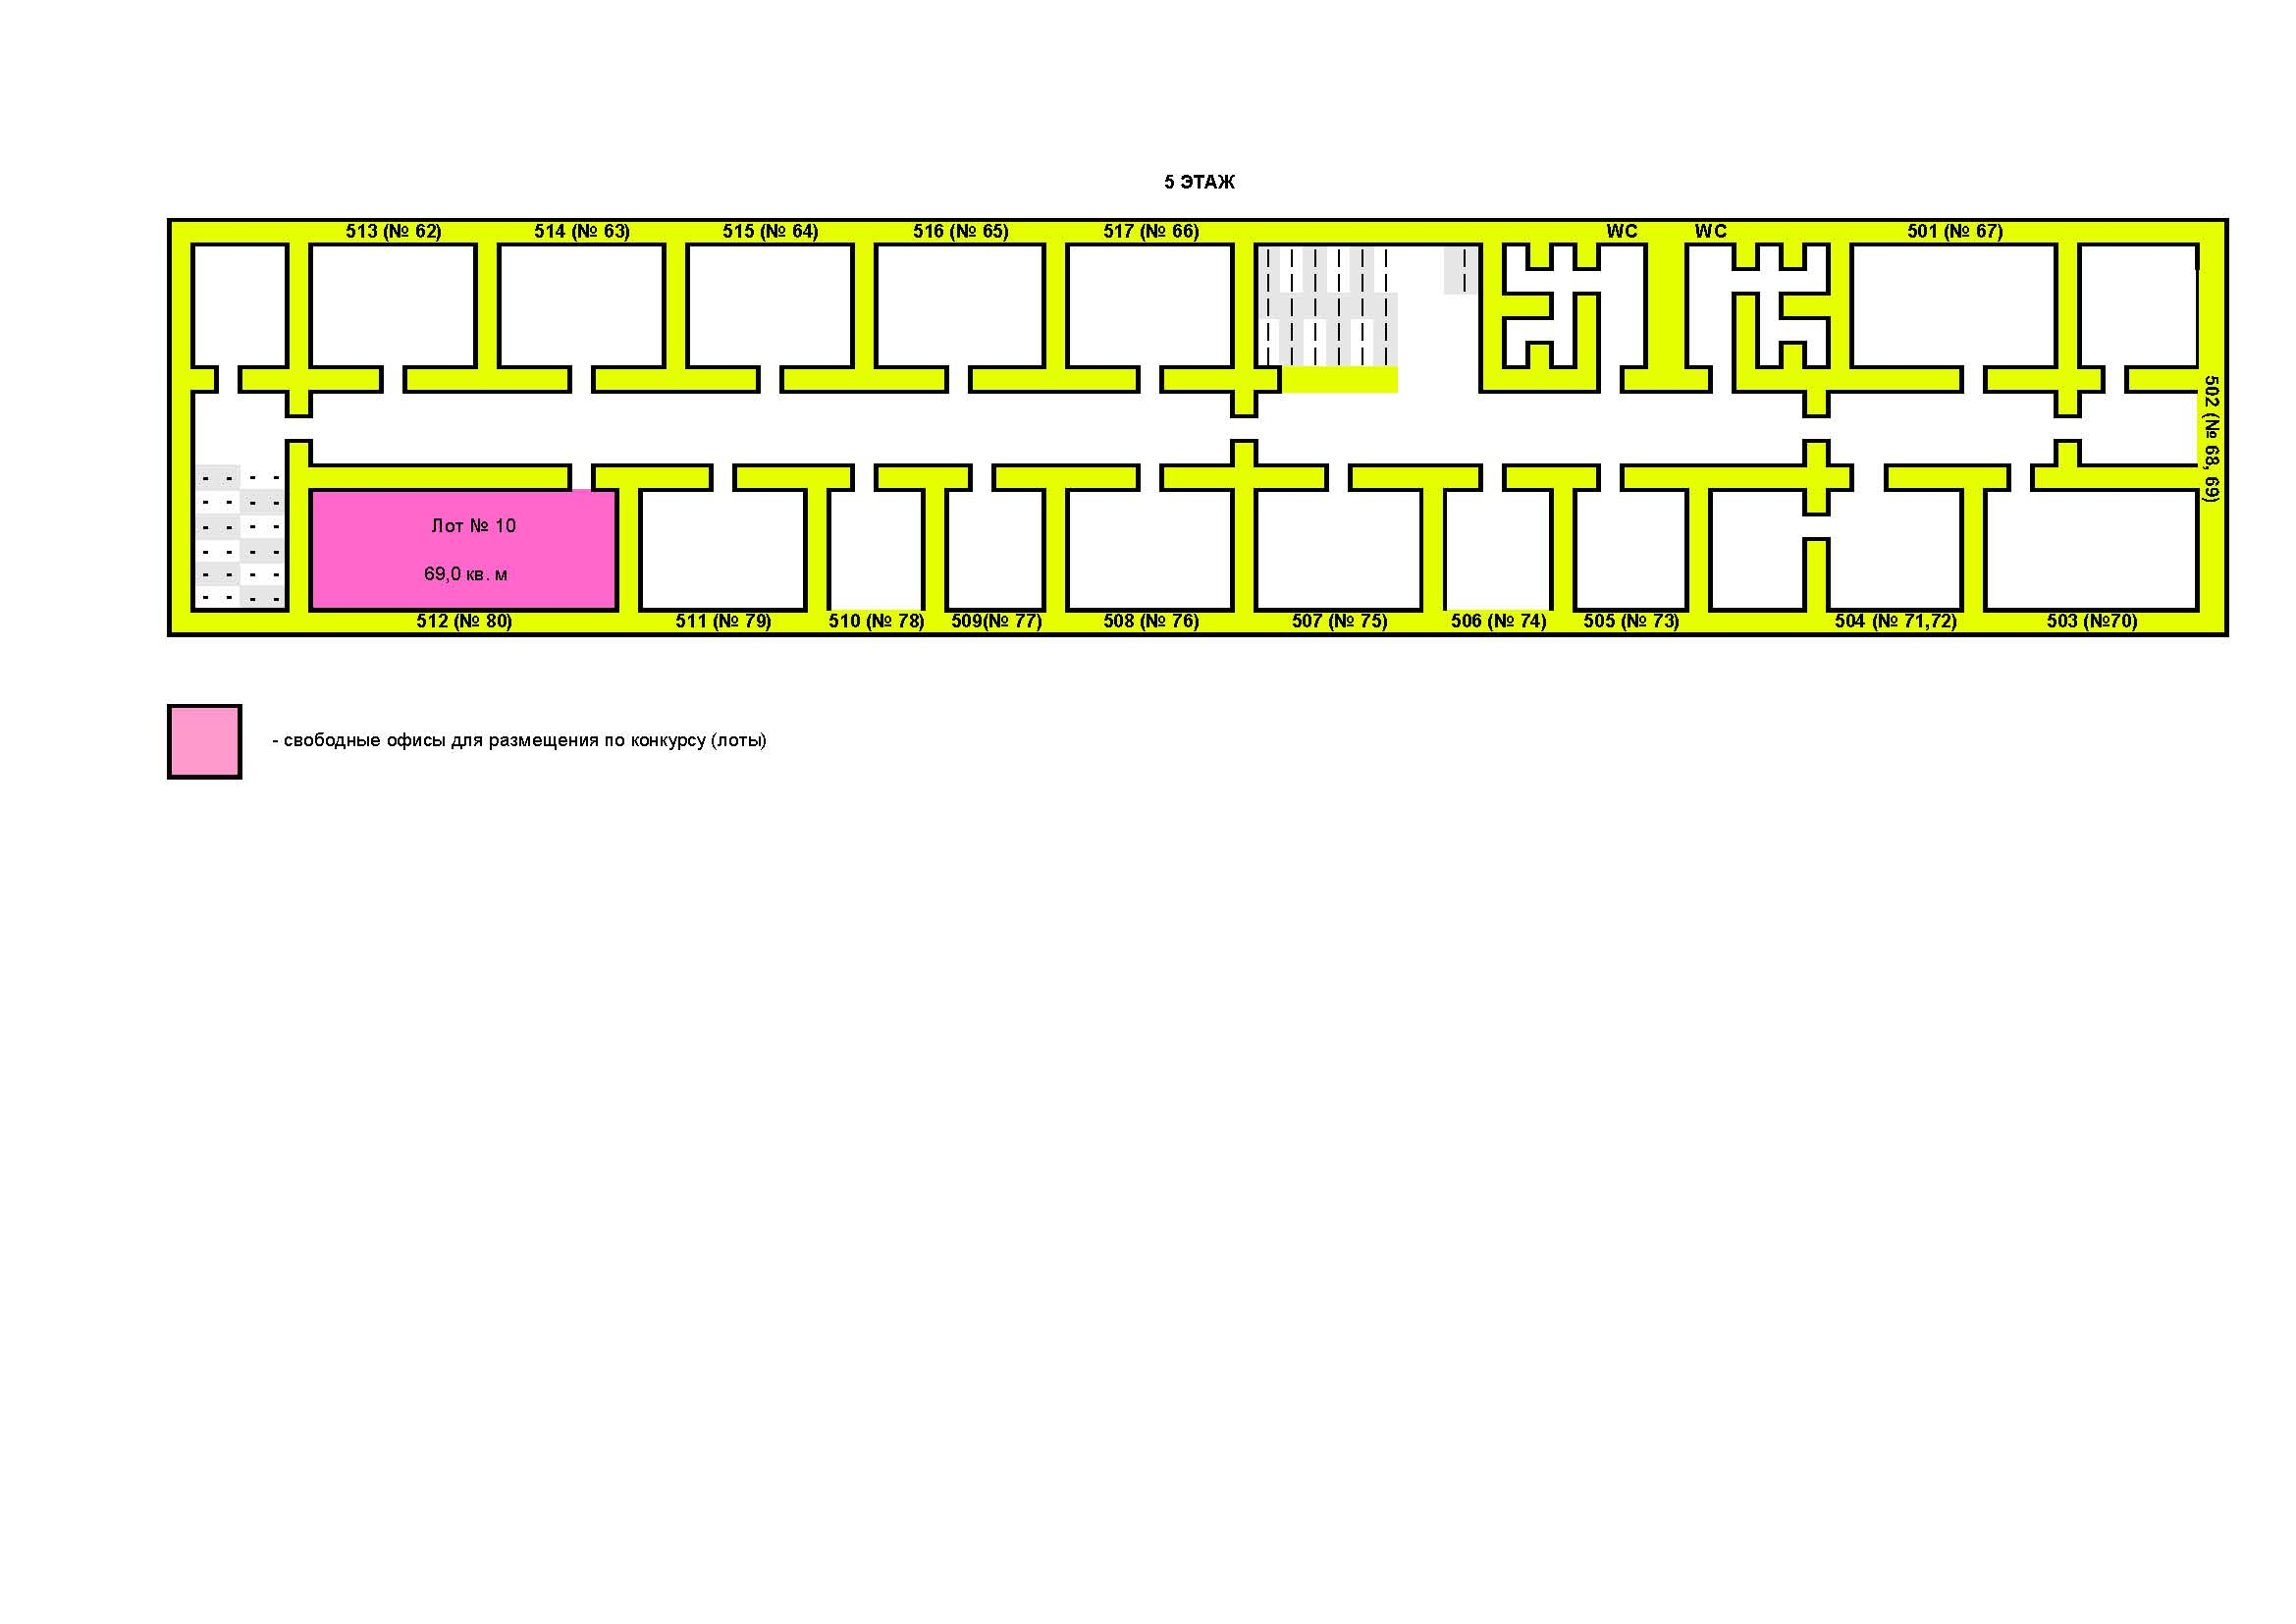 5 ЭТАЖ
513 (№ 62)
514 (№ 63)
515 (№ 64)
516 (№ 65)
517 (№ 66)
WC
WC
501 (№ 67)
502 (№ 68, 69)
Лот № 10
69,0 кв. м
512 (№ 80)
511 (№ 79)
510 (№ 78)
509(№ 77)
508 (№ 76)
507 (№ 75)
506 (№ 74)
505 (№ 73)
504 (№ 71,72)
503 (№70)
- свободные офисы для размещения по конкурсу (лоты)